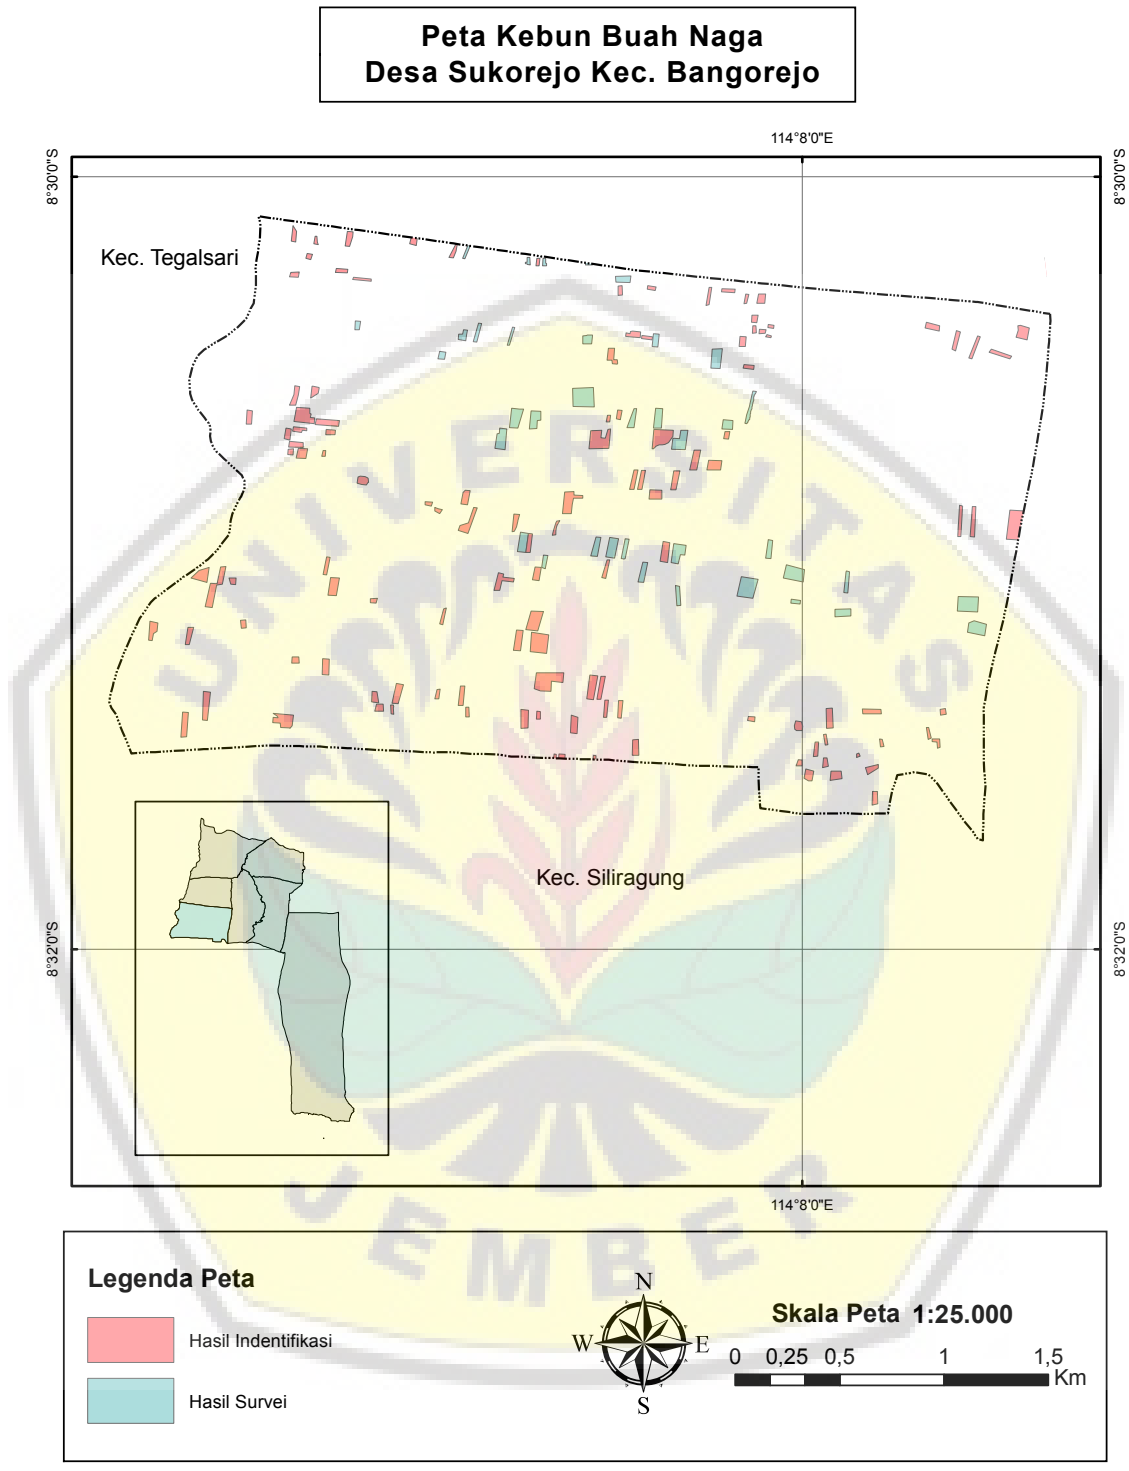 Peta Kebun Buah Naga
Desa Sukorejo Kec. Bangorejo
114°8'0"E
8°30'0"S
8°30'0"S
Kec. Tegalsari
UNIVERSITAS
Kec. Siliragung
8°32'0"S
8°32'0"S
JEMBER
114°8'0"E
Legenda Peta
Hasil Indentifikasi
Hasil Survei
N
W
E
S
Skala Peta 1:25.000
0 0,25 0,5 1 1,5
Km